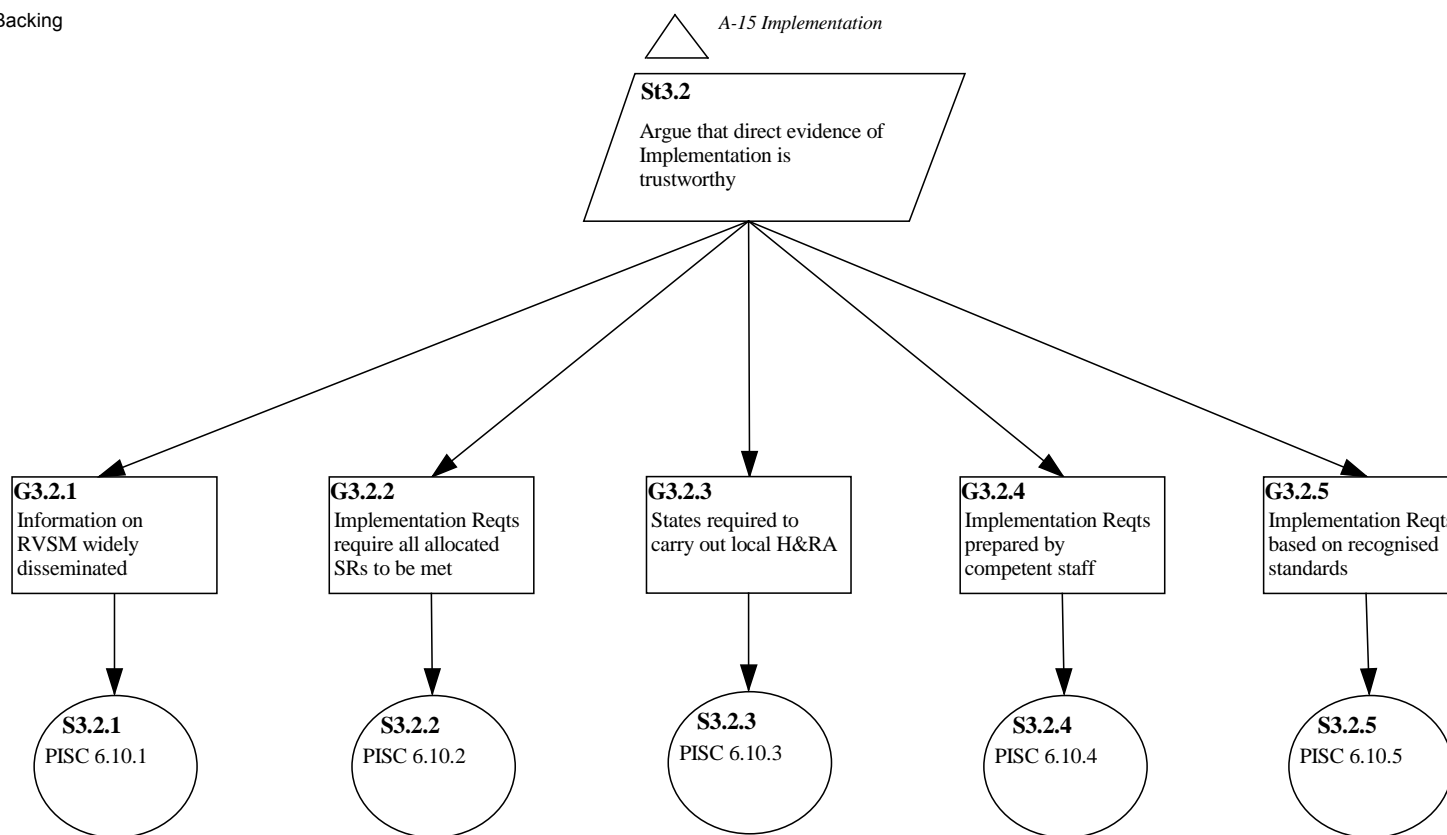 Backing
A-15 Implementation
St3.2
Argue that direct evidence of
Implementation is
trustworthy
G3.2.1
Information on
RVSM widely
disseminated
G3.2.2
Implementation Reqts
require all allocated
SRs to be met
G3.2.3
States required to
carry out local H&RA
G3.2.4
Implementation Reqts
prepared by
competent staff
G3.2.5
Implementation Reqts
based on recognised
standards
S3.2.1
PISC 6.10.1
S3.2.2
PISC 6.10.2
S3.2.3
PISC 6.10.3
S3.2.4
PISC 6.10.4
S3.2.5
PISC 6.10.5